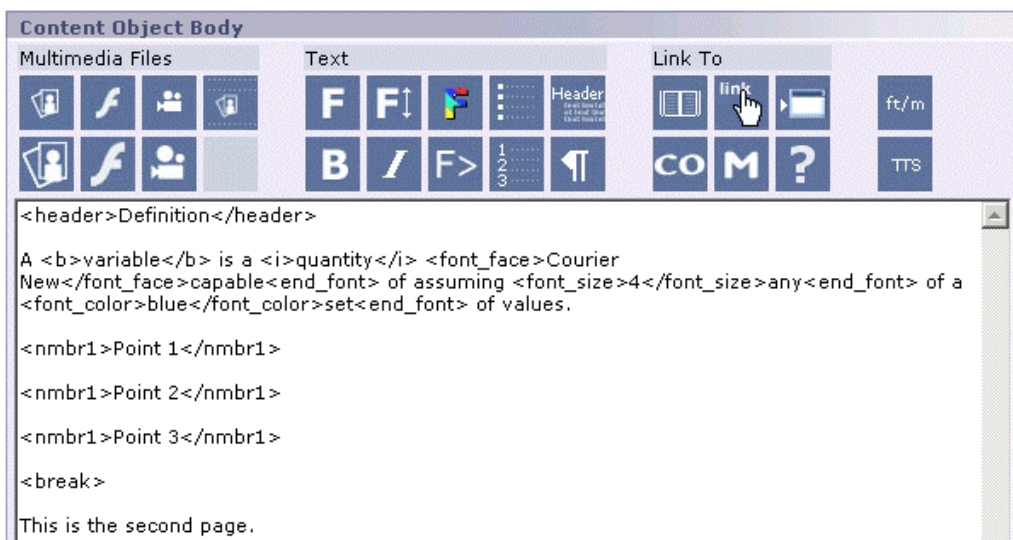 Content Object Body
Multimedia Files Text Link To
F F Header link ft/m
B I F> 1 2 3 ¶ CO M ? TTS
<header>Definition</header>
A <b>variable</b> is a <i>quantity</i> <font_face>Courier
New</font_face>capable<end_font> of assuming <font_size>4</font_size>any<end_font> of a
<font_color>blue</font_color>set<end_font> of values.
<nmbr1>Point 1</nmbr1>
<nmbr1>Point 2</nmbr1>
<nmbr1>Point 3</nmbr1>
<break>
This is the second page.